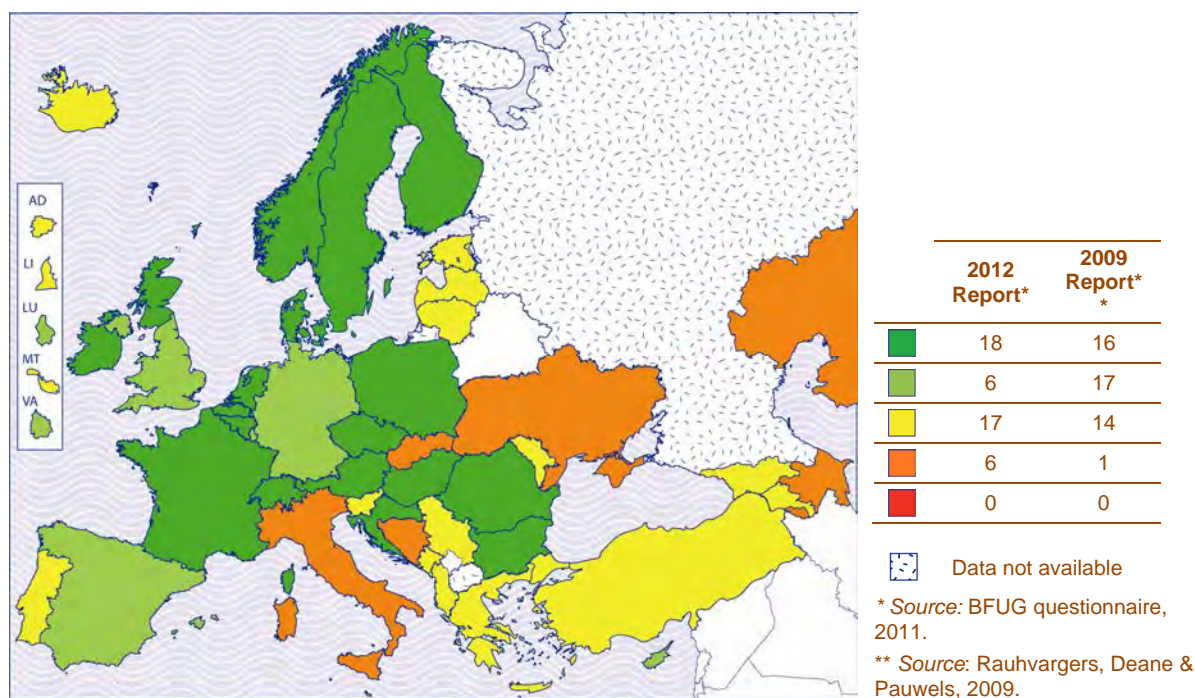 AD
LI
LU
MT
VA
2012 Report*
2009 Report*
*
18 16
6 17
17 14
6 1
0 0
Data not available
* Source: BFUG questionnaire,
2011.
** Source: Rauhvargers, Deane &
Pauwels, 2009.